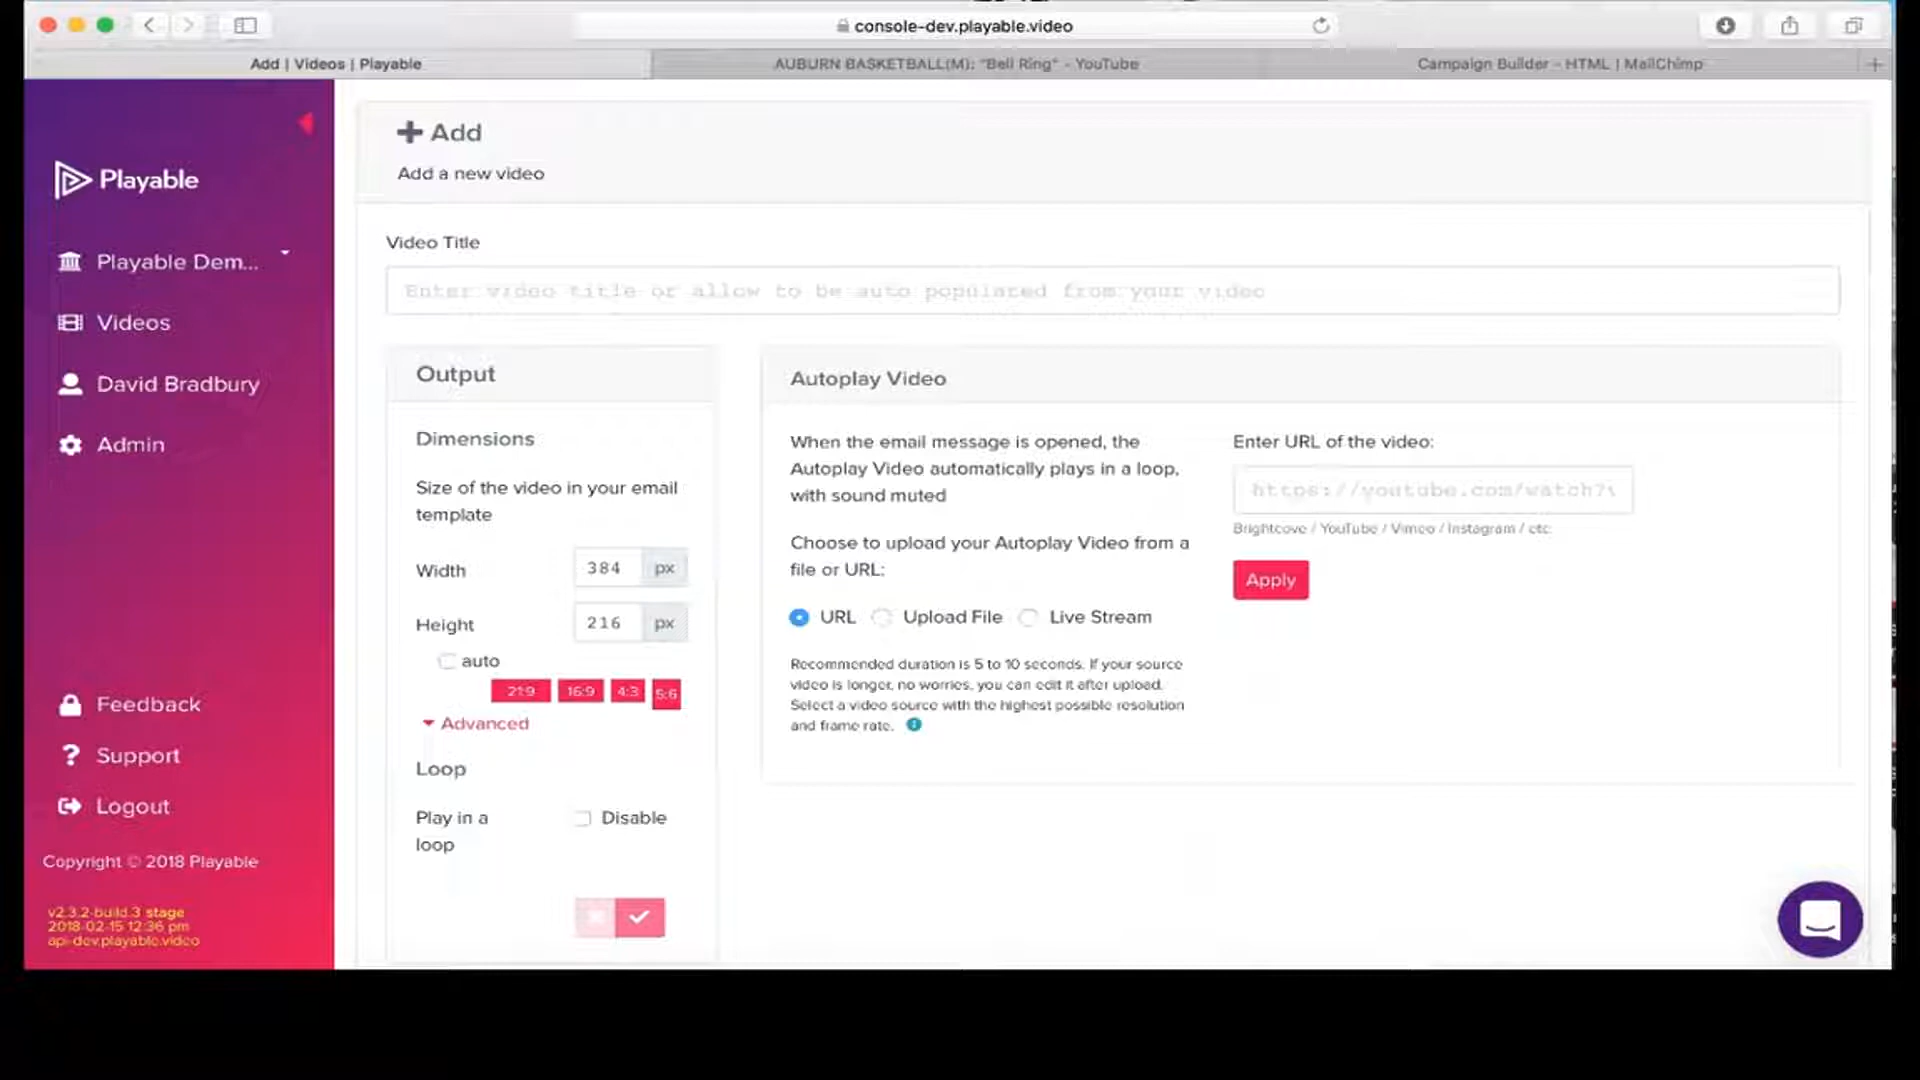 console-dev.playable.video
Add | Videos | Playable
AUBURN BASKETBALL(M): "Bell Ring" - YouTube
Campaign Builder - HTML | MailChimp
Playable
Playable Dem...
Videos
David Bradbury
Admin
Feedback
Support
Logout
Copyright © 2018 Playable
v2.3.2-build.3 stage
2018-02-15 12:36 pm
api-dev.playable.video
Add
Add a new video
Video Title
Enter video title or allow to be auto populated from your video
Output
Dimensions
Size of the video in your email
template
Width 384 px
Height 216 px
auto
21:9 16:9 4:3 5:6
Advanced
Loop
Play in a
loop
Disable
Autoplay Video
When the email message is opened, the
Autoplay Video automatically plays in a loop,
with sound muted
Choose to upload your Autoplay Video from a
file or URL:
URL Upload File Live Stream
Recommended duration is 5 to 10 seconds. If your source
video is longer, no worries, you can edit it after upload.
Select a video source with the highest possible resolution
and frame rate.
Enter URL of the video:
https://youtube.com/watch?v
Brightcove / YouTube / Vimeo / Instagram / etc.
Apply